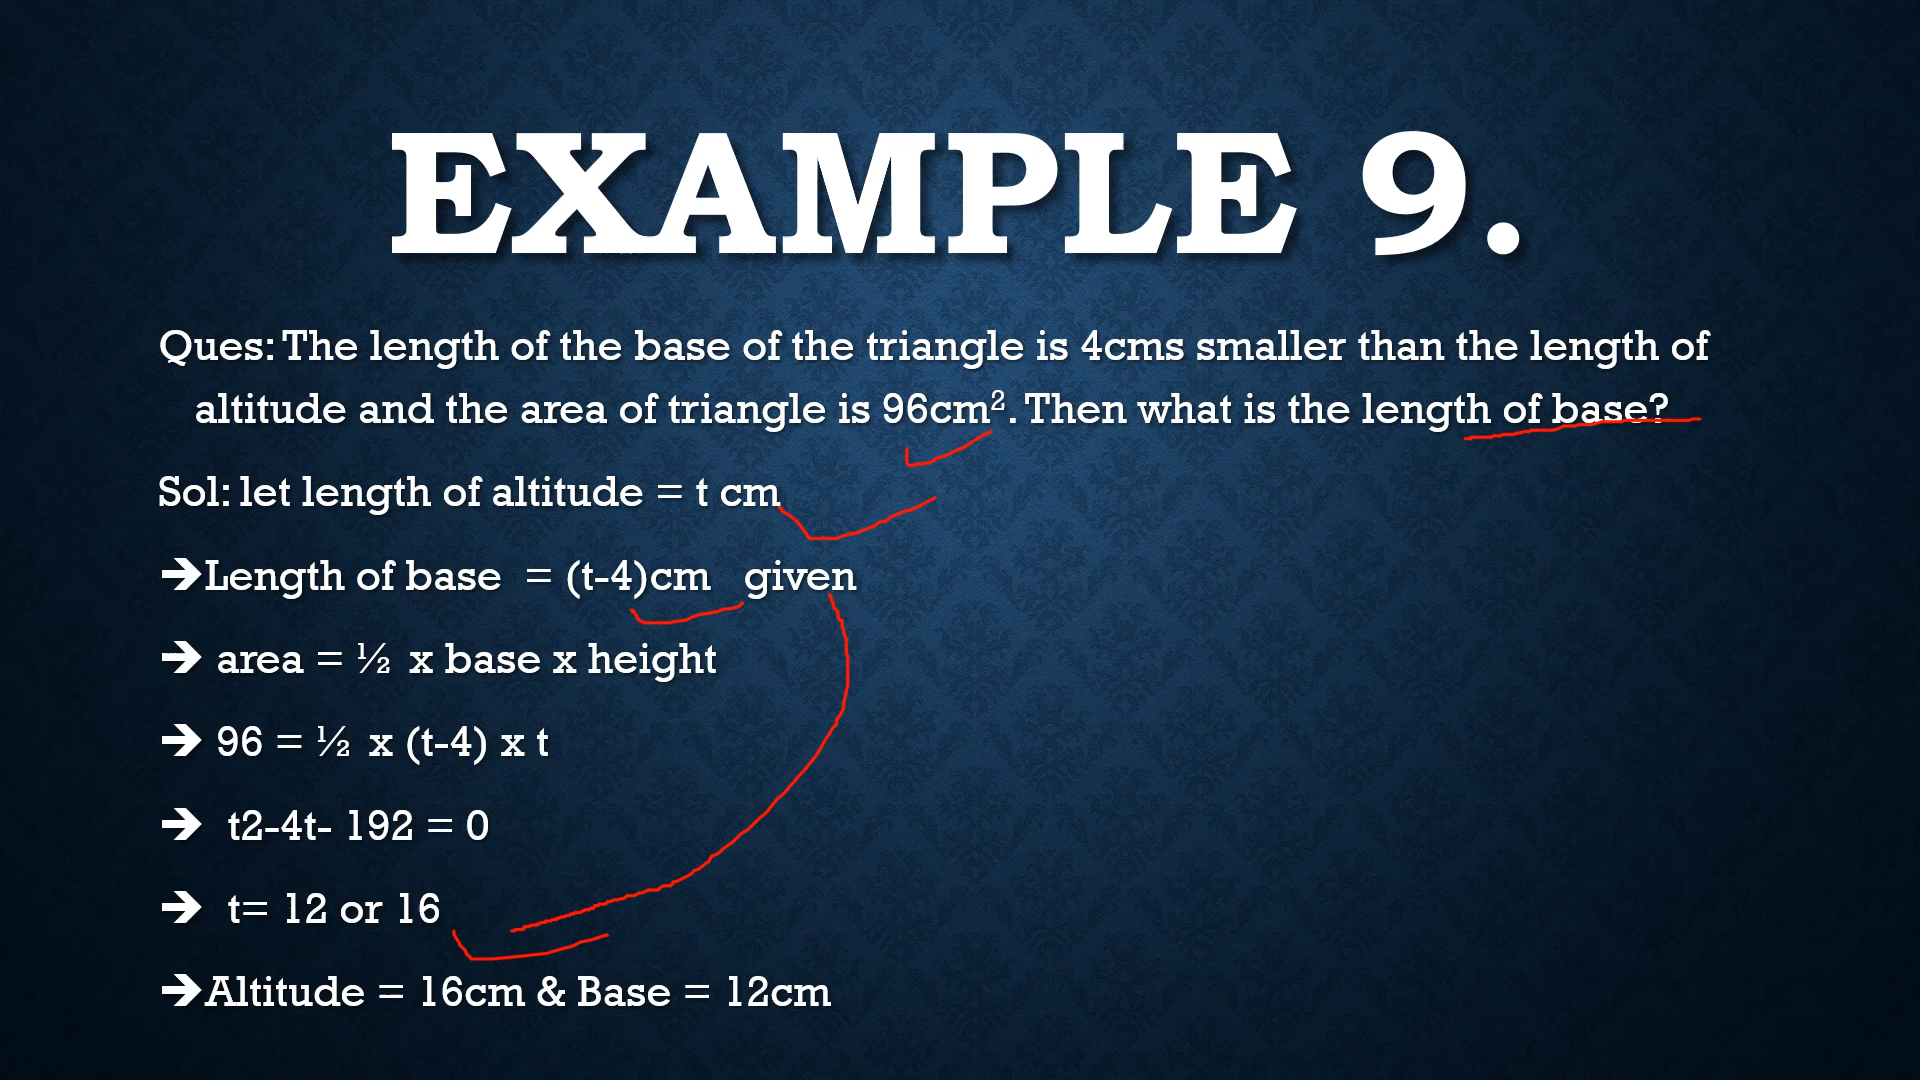 EXAMPLE 9.
Ques: The length of the base of the triangle is 4cms smaller than the length of
altitude and the area of triangle is 96cm². Then what is the length of base?
Sol: let length of altitude = t cm
➔Length of base = (t-4)cm given
➔ area = ½ x base x height
➔ 96 = ½ x (t-4) x t
➔ t2-4t- 192 = 0
➔ t= 12 or 16
➔Altitude = 16cm & Base = 12cm